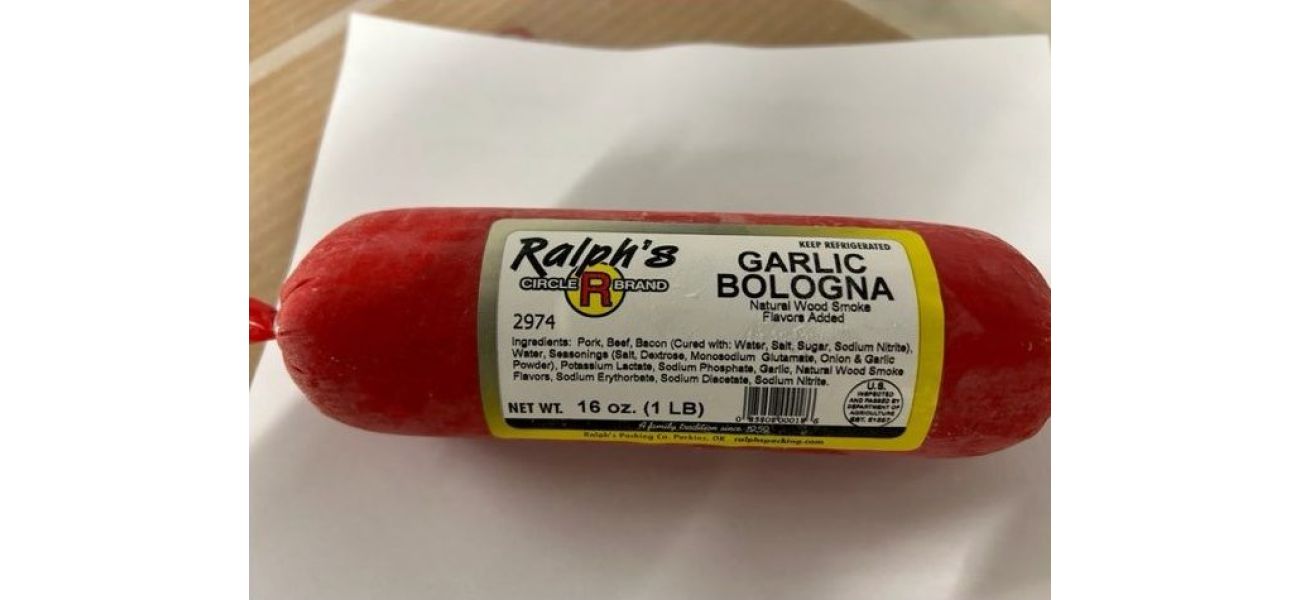 Ralph's
CIRCLE R BRAND
2974
KEEP REFRIGERATED
GARLIC
BOLOGNA
Natural Wood Smoke
Flavors Added
Ingredients: Pork, Beef, Bacon (Cured with: Water, Salt, Sugar, Sodium Nitrite),
Water, Seasonings (Salt, Dextrose, Monosodium Glutamate, Onion & Garlic
Powder), Potassium Lactate, Sodium Phosphate, Garlic, Natural Wood Smoke
Flavors, Sodium Erythorbate, Sodium Diacetate, Sodium Nitrite.
NET WT. 16 oz. (1 LB)
U.S.
INSPECTED
AND PASSED BY
DEPARTMENT OF
AGRICULTURE
EST.
A family tradition since 1959
Ralph's Packing Co. Perkins, OK ralphspacking.com